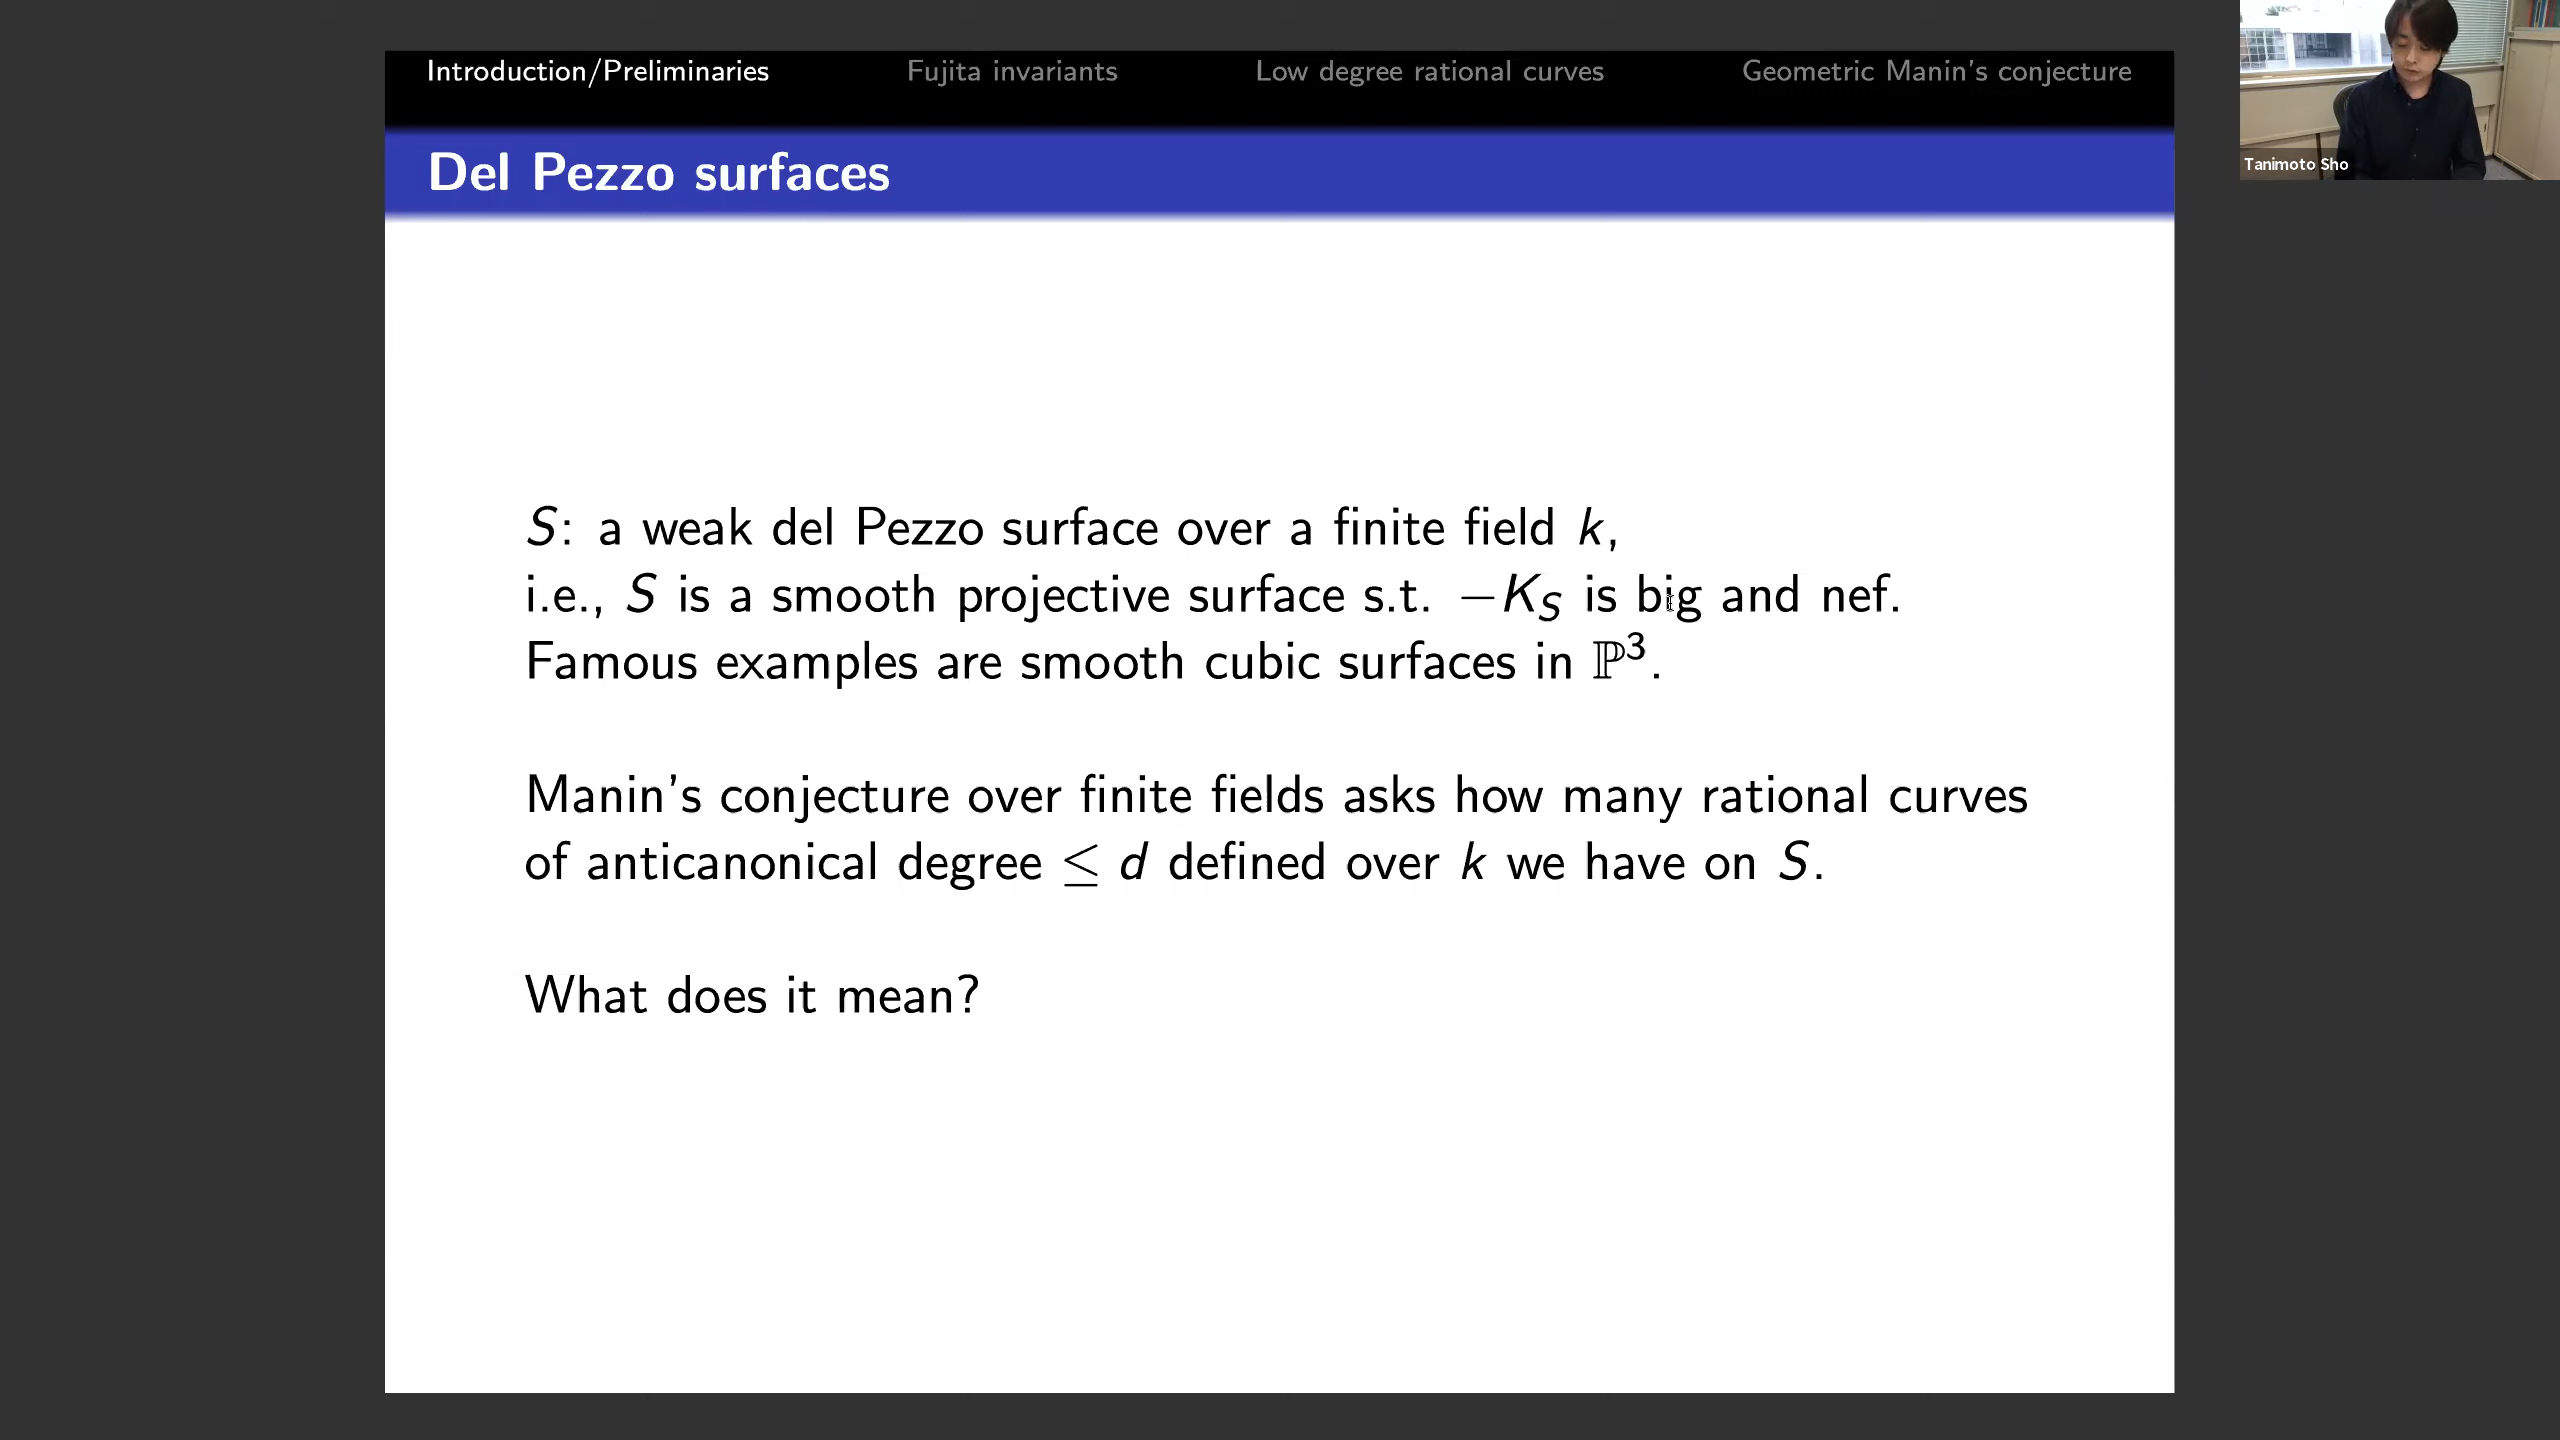 Introduction/Preliminaries Fujita invariants Low degree rational curves Geometric Manin's conjecture
Tanimoto Sho
Del Pezzo surfaces
S: a weak del Pezzo surface over a finite field k,
i.e., S is a smooth projective surface s.t. −K_S is big and nef.
Famous examples are smooth cubic surfaces in ℙ³.
Manin's conjecture over finite fields asks how many rational curves
of anticanonical degree ≤ d defined over k we have on S.
What does it mean?